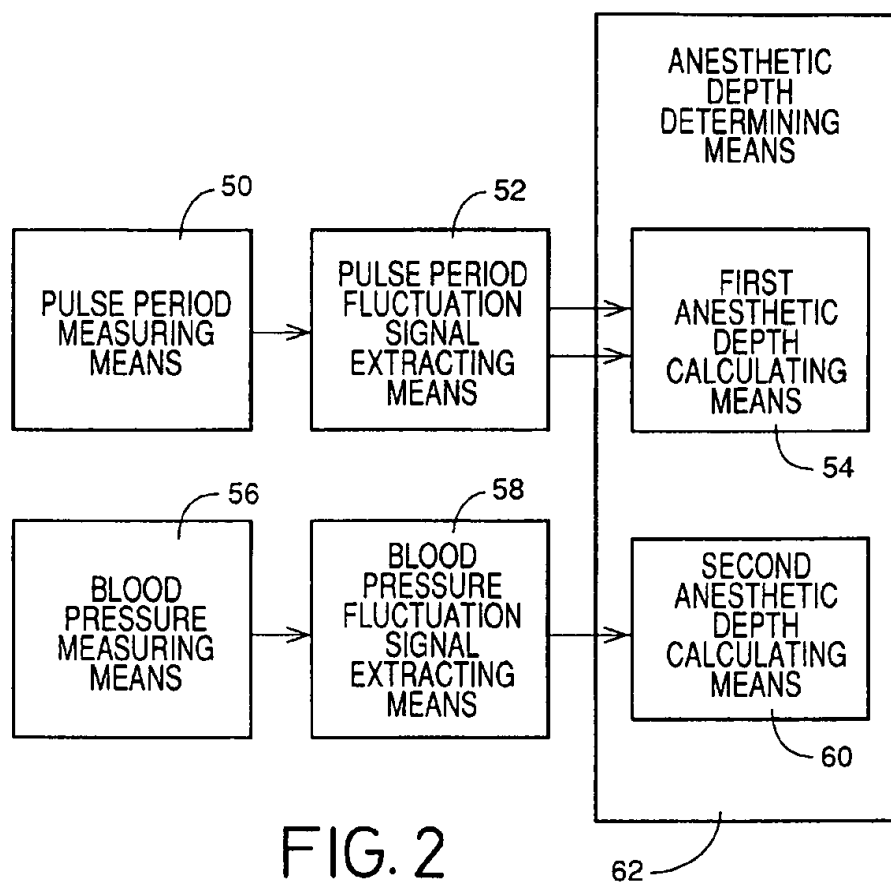 ANESTHETIC
DEPTH
DETERMINING
MEANS
50
PULSE PERIOD
MEASURING
MEANS
52
PULSE PERIOD
FLUCTUATION
SIGNAL
EXTRACTING
MEANS
FIRST
ANESTHETIC
DEPTH
CALCULATING
MEANS
54
56
BLOOD
PRESSURE
MEASURING
MEANS
58
BLOOD
PRESSURE
FLUCTUATION
SIGNAL
EXTRACTING
MEANS
SECOND
ANESTHETIC
DEPTH
CALCULATING
MEANS
60
62
FIG. 2